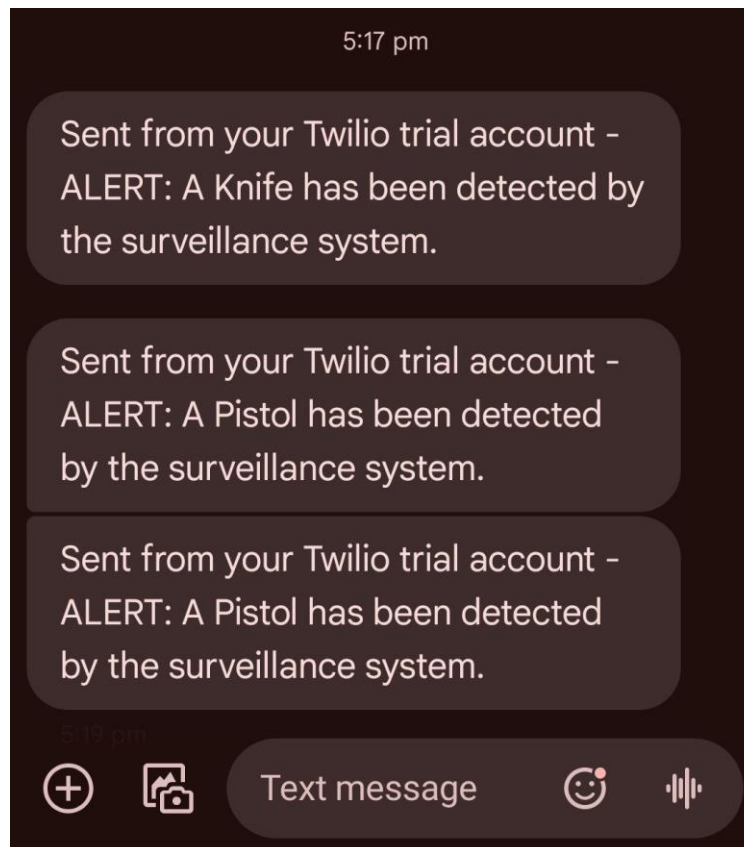 5:17 pm
Sent from your Twilio trial account -
ALERT: A Knife has been detected by
the surveillance system.
Sent from your Twilio trial account -
ALERT: A Pistol has been detected
by the surveillance system.
Sent from your Twilio trial account -
ALERT: A Pistol has been detected
by the surveillance system.
5:19 pm
Text message